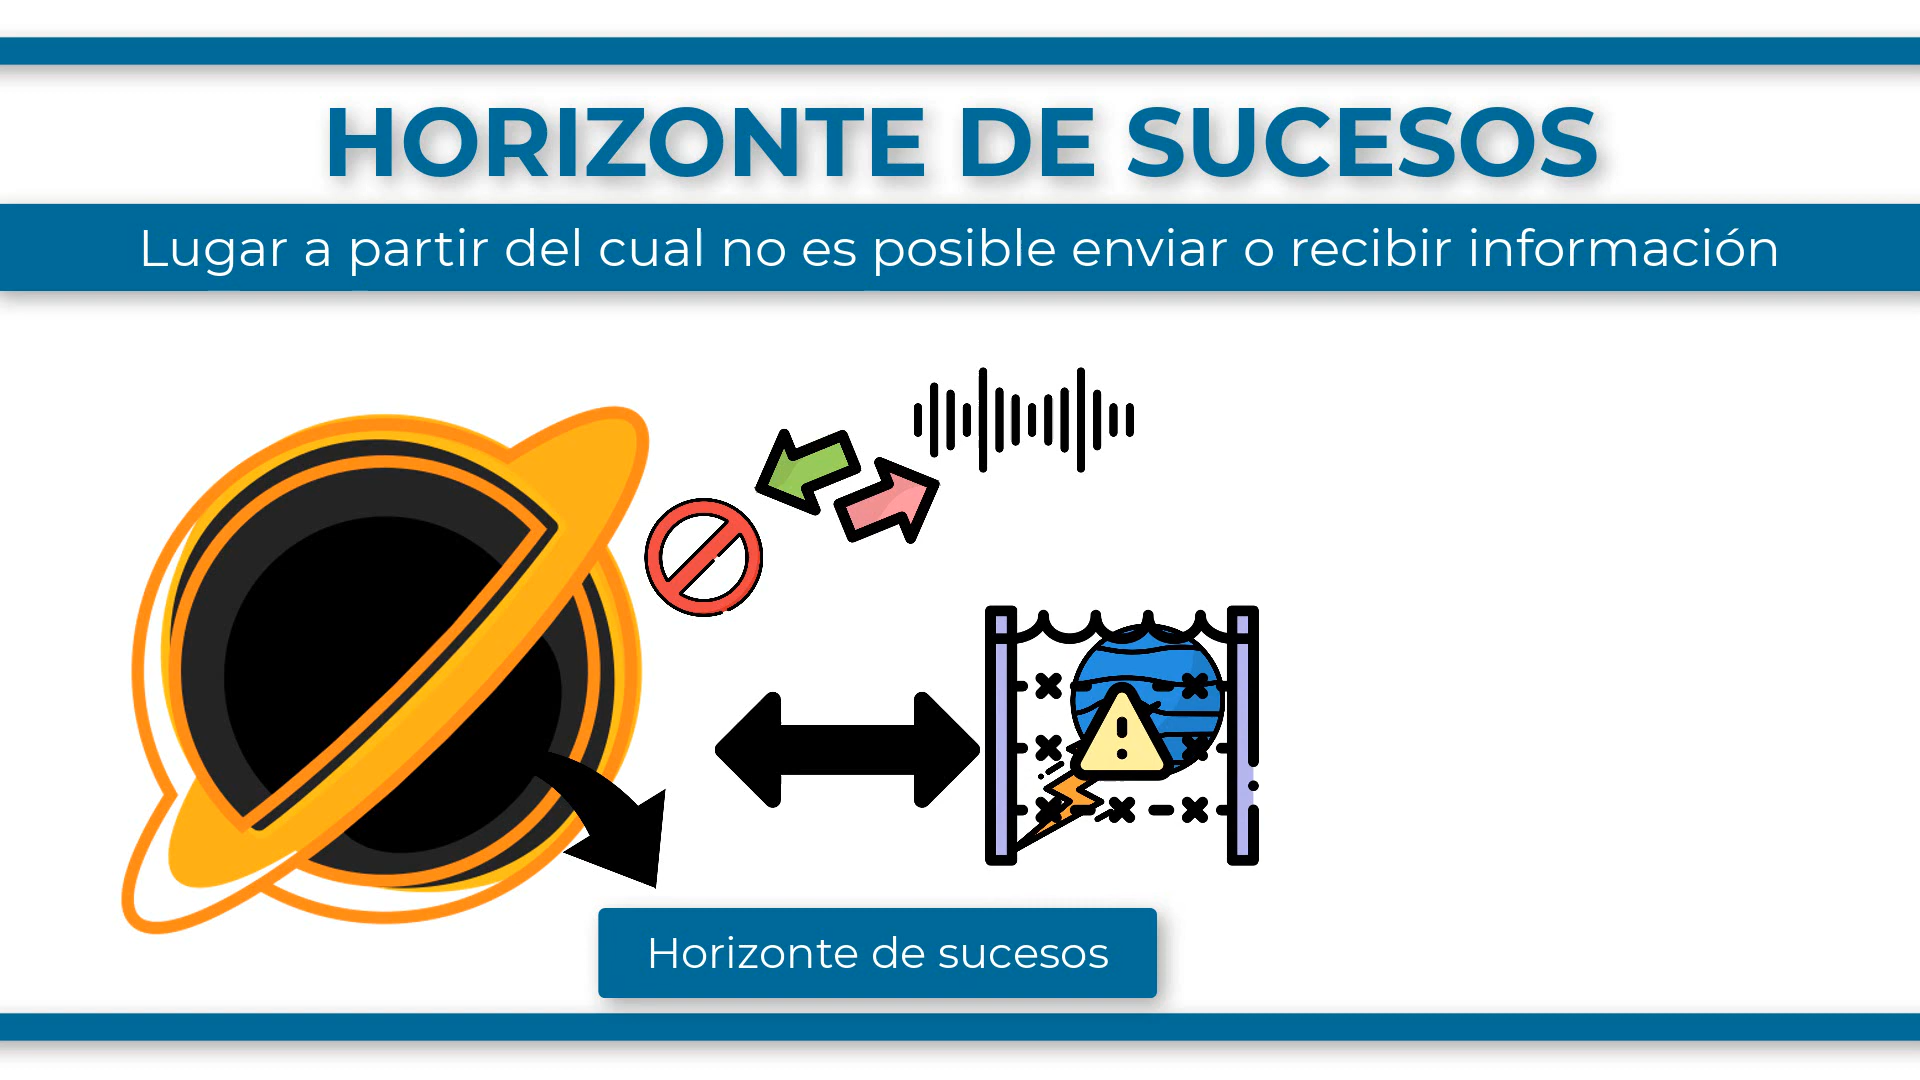 HORIZONTE DE SUCESOS
Lugar a partir del cual no es posible enviar o recibir información
Horizonte de sucesos